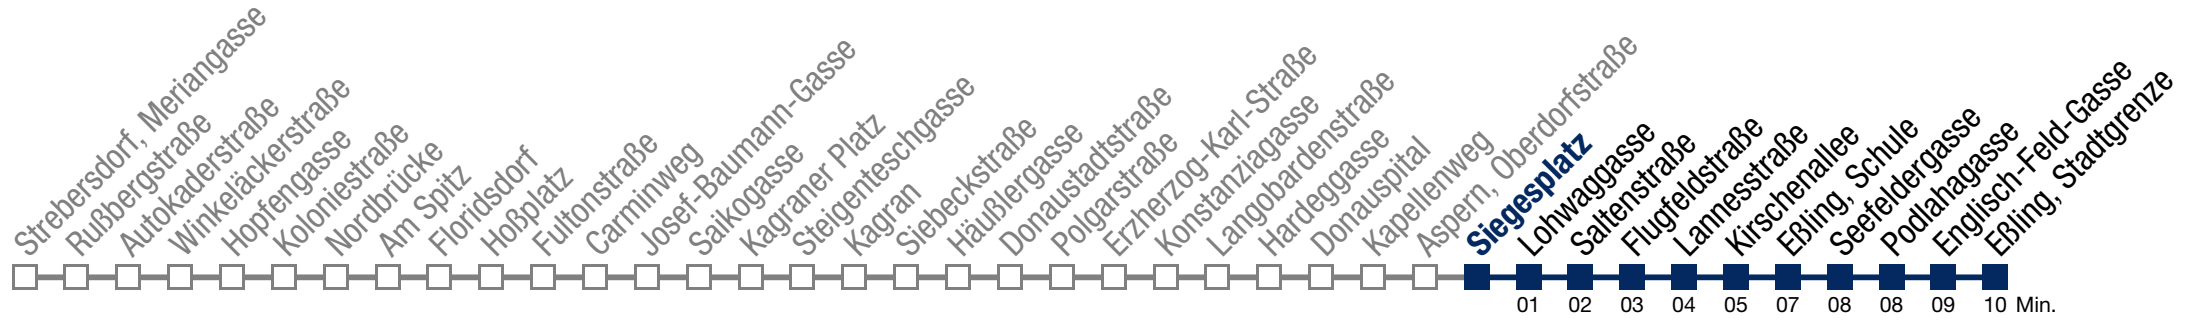 Strebersdorf, Meriangasse
Rußbergstraße
Autokaderstraße
Winkeläckerstraße
Hopfengasse
Koloniestraße
Nordbrücke
Am Spitz
Floridsdorf
Hoßplatz
Fultonstraße
Carminweg
Josef-Baumann-Gasse
Saikogasse
Kagraner Platz
Steigenteschgasse
Kagran
Siebeckstraße
Häußlergasse
Donaustadtstraße
Polgarstraße
Erzherzog-Karl-Straße
Konstanziagasse
Langobardenstraße
Hardeggasse
Donauspital
Kapellenweg
Aspern, Oberdorfstraße
Siegesplatz
Lohwaggasse
Saltenstraße
Flugfeldstraße
Lannesstraße
Kirschenallee
Eßling, Schule
Seefeldergasse
Podlahagasse
Englisch-Feld-Gasse
Eßling, Stadtgrenze
01 02 03 04 05 07 08 08 09 10 Min.